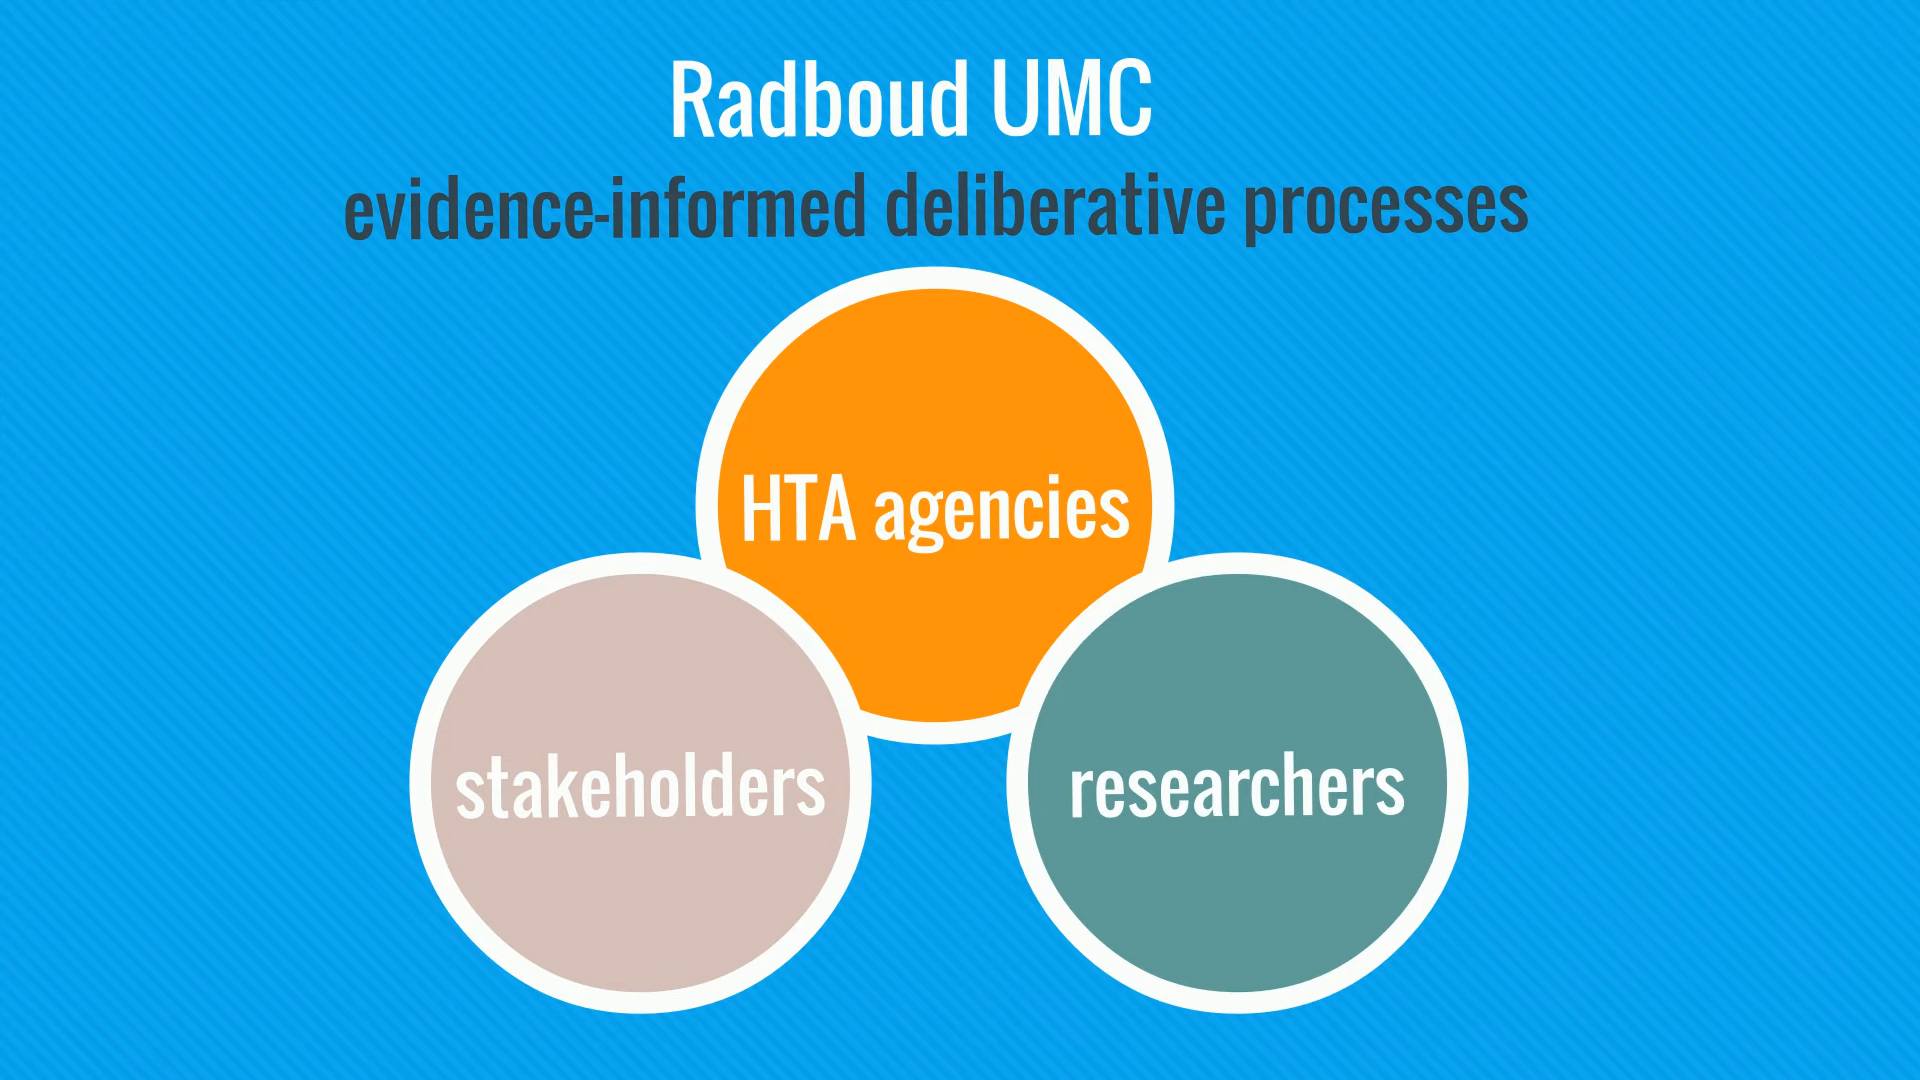 Radboud UMC
evidence-informed deliberative processes
HTA agencies
stakeholders
researchers